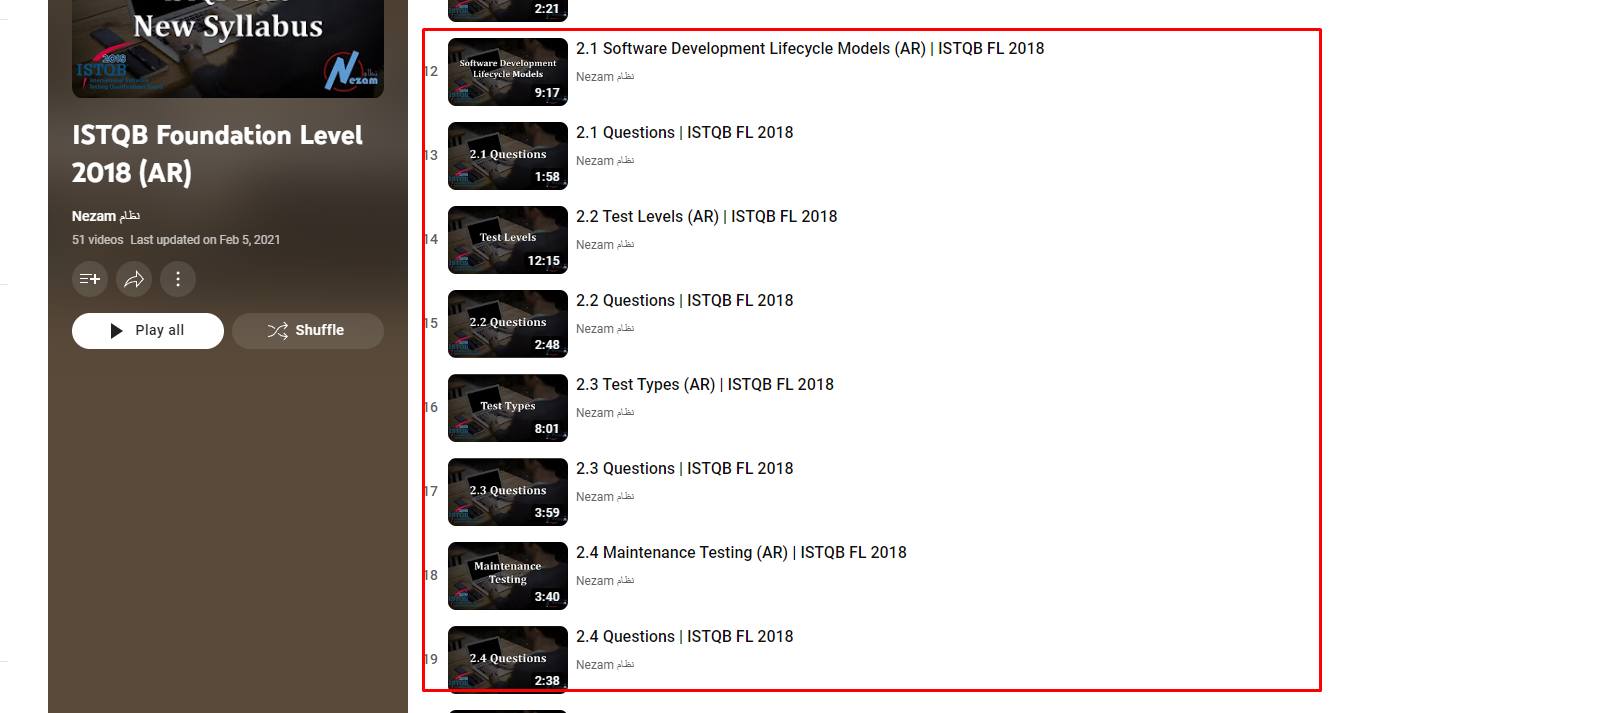 New Syllabus
2018
ISTQB
Nezam
نظام
ISTQB Foundation Level
2018 (AR)
Nezam نظام
51 videos Last updated on Feb 5, 2021
Play all
Shuffle
2:21
12
Software Development
Lifecycle Models
9:17
2.1 Software Development Lifecycle Models (AR) | ISTQB FL 2018
Nezam نظام
13
2.1 Questions
1:58
2.1 Questions | ISTQB FL 2018
Nezam نظام
14
Test Levels
12:15
2.2 Test Levels (AR) | ISTQB FL 2018
Nezam نظام
15
2.2 Questions
2:48
2.2 Questions | ISTQB FL 2018
Nezam نظام
16
Test Types
8:01
2.3 Test Types (AR) | ISTQB FL 2018
Nezam نظام
17
2.3 Questions
3:59
2.3 Questions | ISTQB FL 2018
Nezam نظام
18
Maintenance
Testing
3:40
2.4 Maintenance Testing (AR) | ISTQB FL 2018
Nezam نظام
19
2.4 Questions
2:38
2.4 Questions | ISTQB FL 2018
Nezam نظام